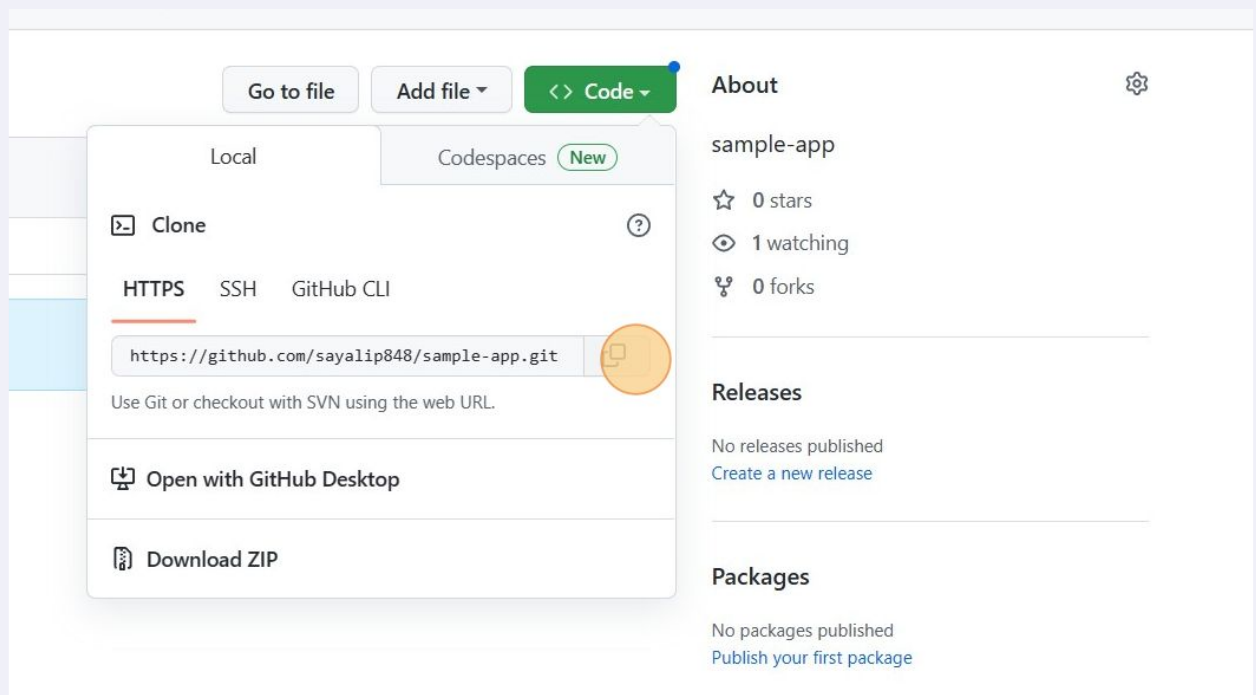 Go to file
Add file
Code
Local
Codespaces New
Clone
HTTPS SSH GitHub CLI
https://github.com/sayalip848/sample-app.git
Use Git or checkout with SVN using the web URL.
Open with GitHub Desktop
Download ZIP
About
sample-app
0 stars
1 watching
0 forks
Releases
No releases published
Create a new release
Packages
No packages published
Publish your first package